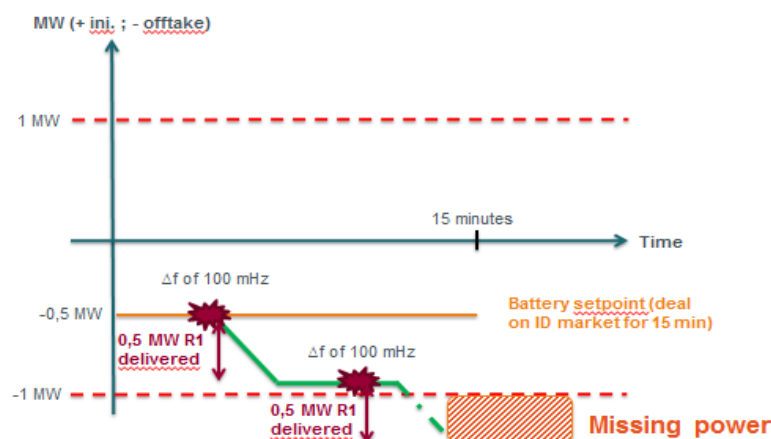 MW (+ inj. ; - offtake)
1 MW
15 minutes
Time
Δf of 100 mHz
-0,5 MW
Battery setpoint (deal
on ID market for 15 min)
0,5 MW R1
delivered
Δf of 100 mHz
-1 MW
0,5 MW R1
delivered
Missing power